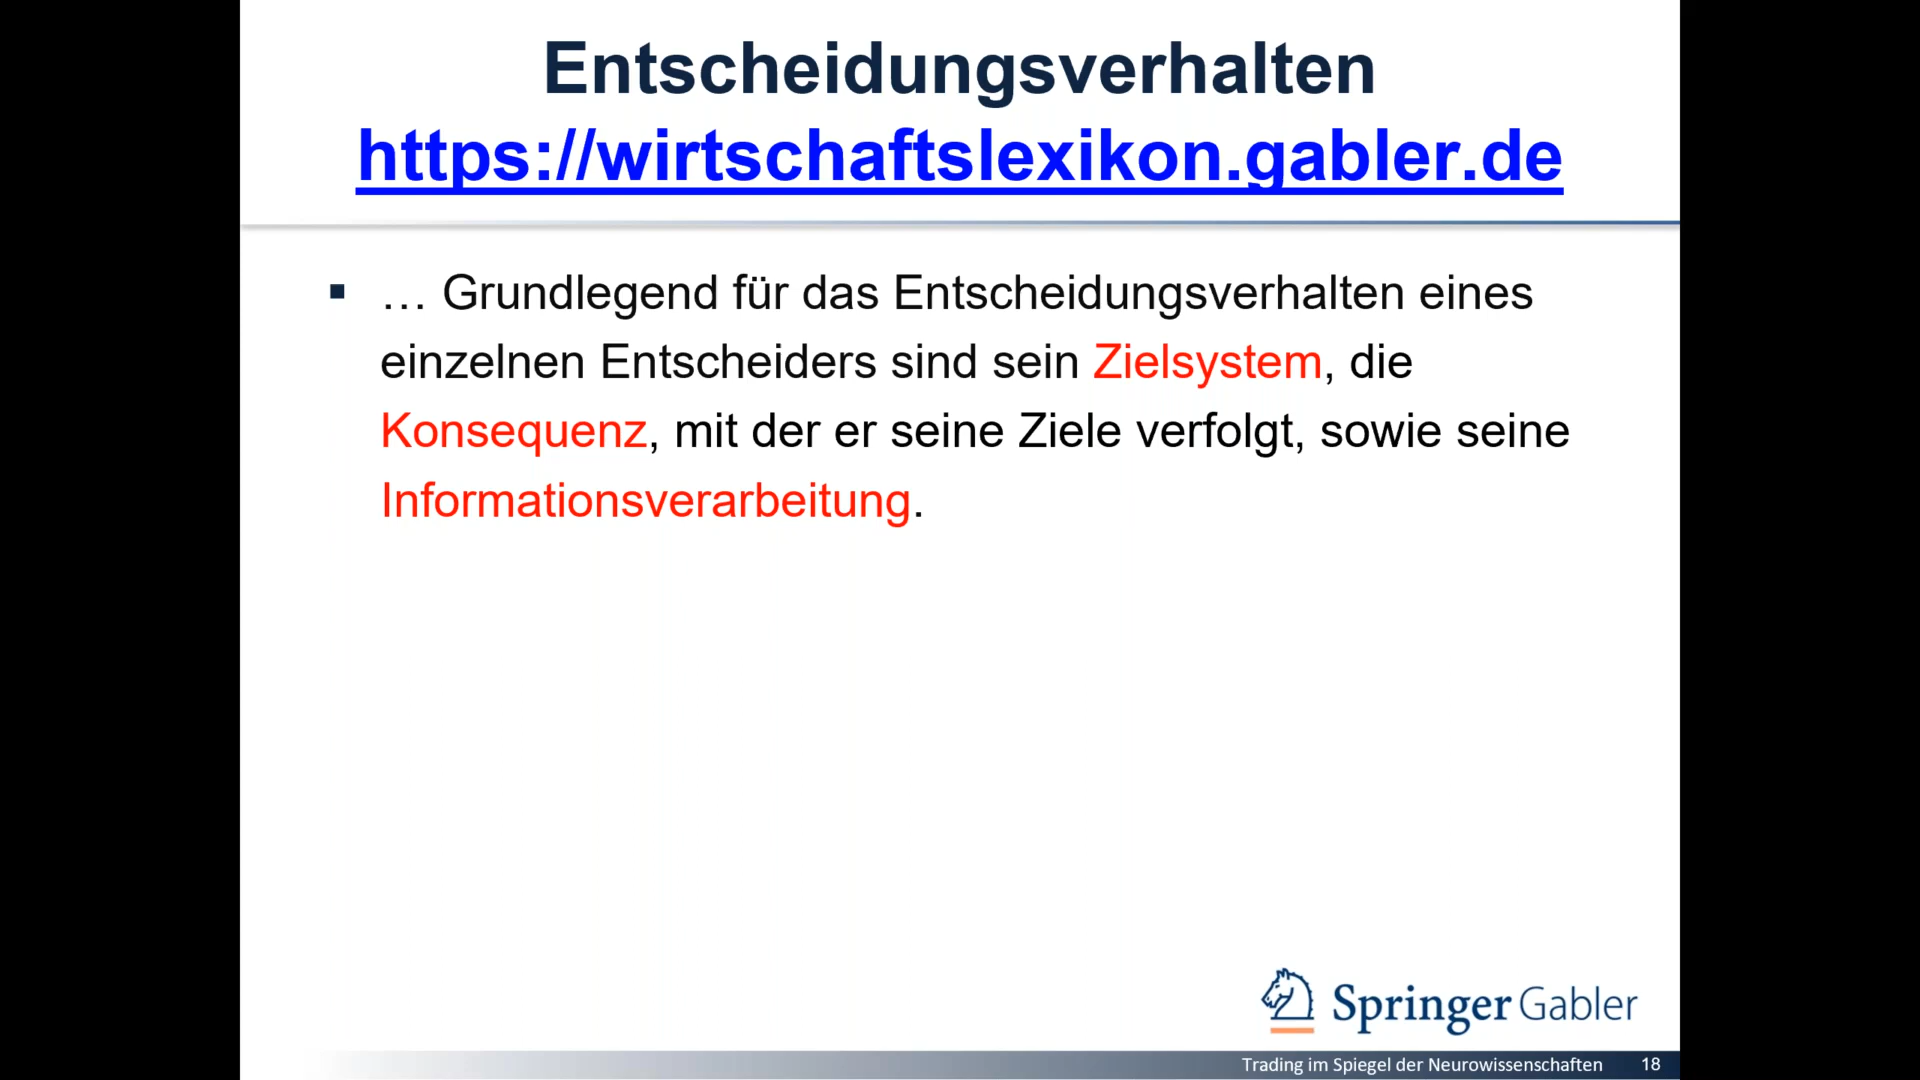 Entscheidungsverhalten
https://wirtschaftslexikon.gabler.de
▪ … Grundlegend für das Entscheidungsverhalten eines
einzelnen Entscheiders sind sein Zielsystem, die
Konsequenz, mit der er seine Ziele verfolgt, sowie seine
Informationsverarbeitung.
Springer Gabler
Trading im Spiegel der Neurowissenschaften 18